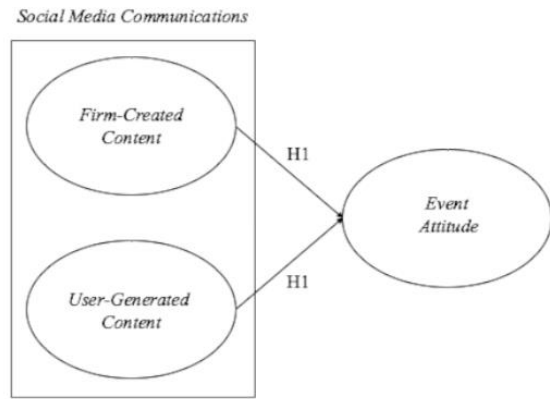 Social Media Communications
Firm-Created
Content
H1
Event
Attitude
H1
User-Generated
Content